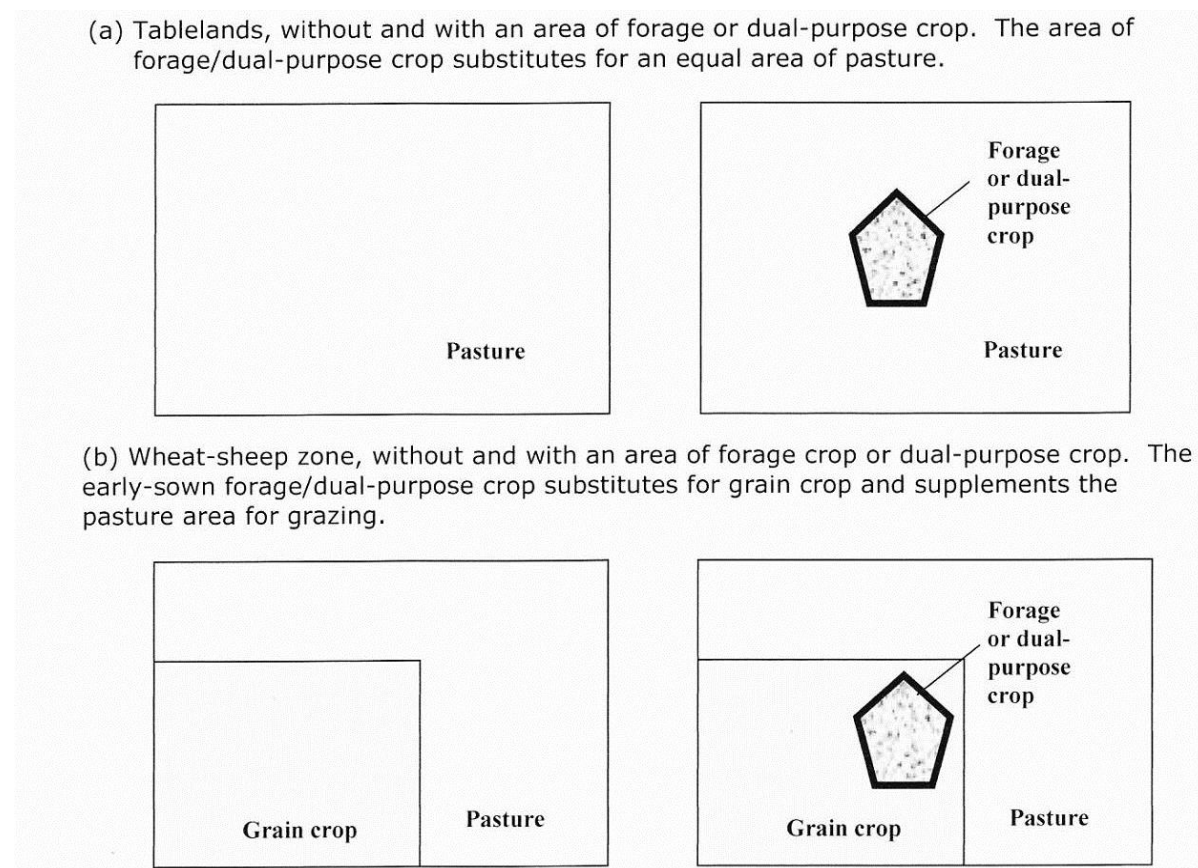 (a) Tablelands, without and with an area of forage or dual-purpose crop.  The area of
forage/dual-purpose crop substitutes for an equal area of pasture.
Pasture
Forage
or dual-
purpose
crop
Pasture
(b) Wheat-sheep zone, without and with an area of forage crop or dual-purpose crop.  The
early-sown forage/dual-purpose crop substitutes for grain crop and supplements the
pasture area for grazing.
Grain crop
Pasture
Forage
or dual-
purpose
crop
Grain crop
Pasture